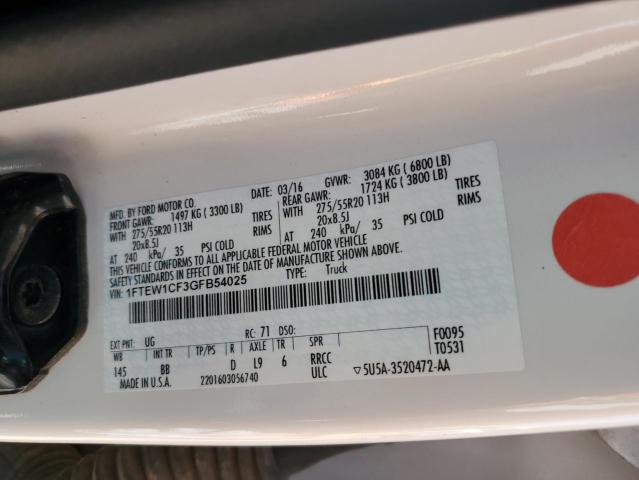 MFD. BY FORD MOTOR CO. DATE: 03/16 GVWR: 3084 KG ( 6800 LB)
FRONT GAWR: 1497 KG ( 3300 LB) REAR GAWR: 1724 KG ( 3800 LB)
WITH 275/55R20 113H TIRES WITH 275/55R20 113H TIRES
20x8.5J RIMS 20x8.5J RIMS
AT 240 kPa/ 35 PSI COLD AT 240 kPa/ 35 PSI COLD
THIS VEHICLE CONFORMS TO ALL APPLICABLE FEDERAL MOTOR VEHICLE
SAFETY STANDARDS IN EFFECT ON THE DATE OF MANUFACTURE SHOWN ABOVE.
VIN: 1FTEW1CF3GFB54025 TYPE: Truck
EXT PNT: UG RC: 71 DSO: F0095
WB INT TR TP/PS R AXLE TR SPR T0531
145 BB D L9 6 RRCC
MADE IN U.S.A. 2201603056740 ULC ▽5U5A-3520472-AA